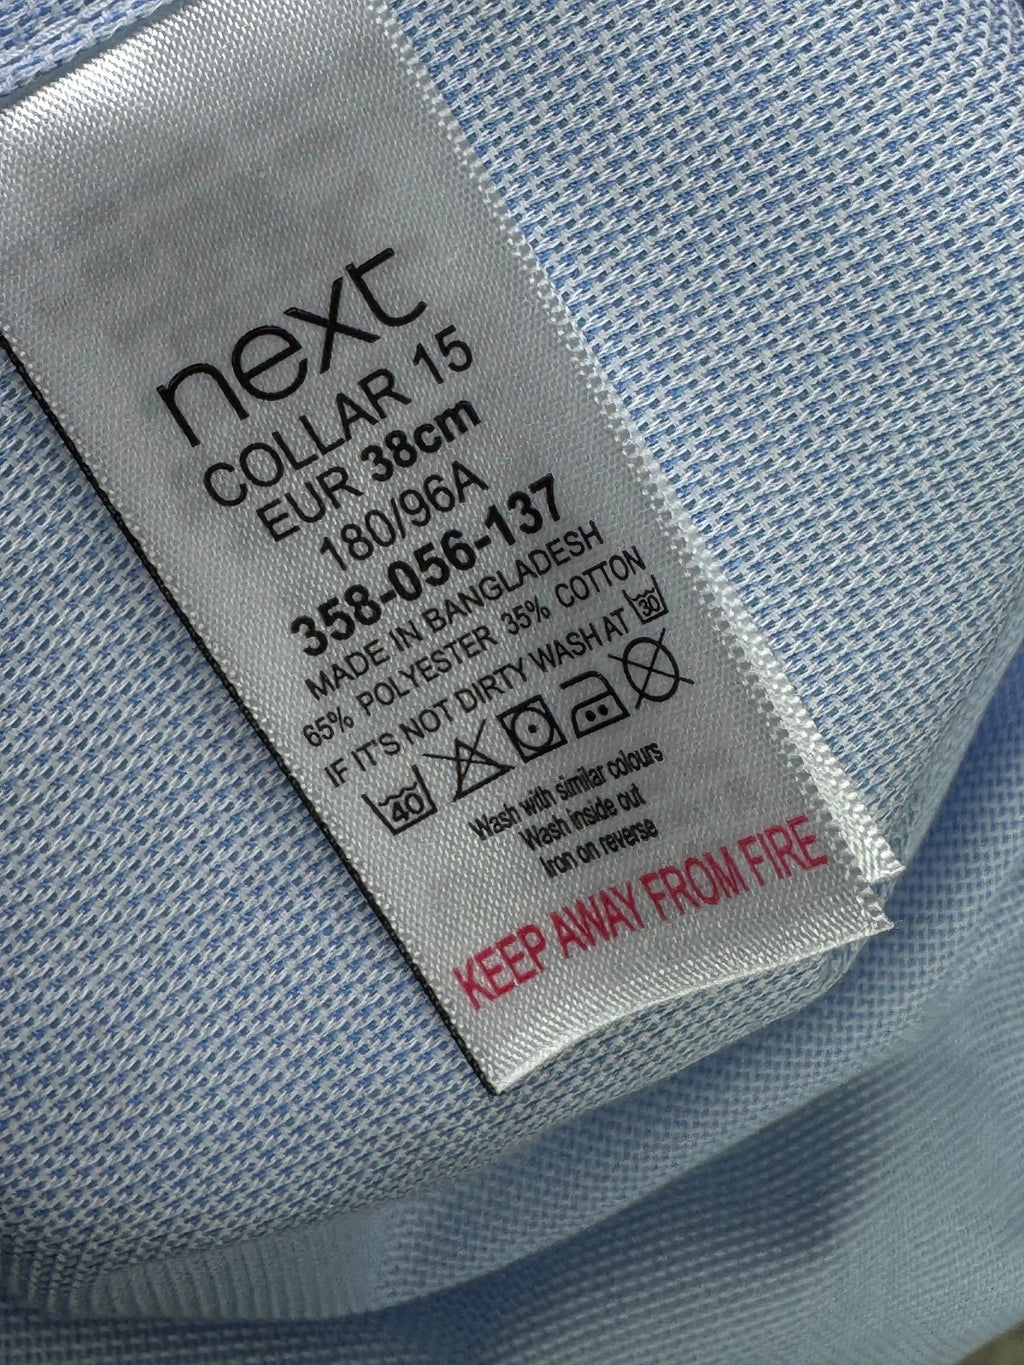 next
COLLAR 15
EUR 38cm
180/96A
358-056-137
MADE IN BANGLADESH
65% POLYESTER 35% COTTON
IF IT'S NOT DIRTY WASH AT 30
40
Wash with similar colours
Wash inside out
Iron on reverse
KEEP AWAY FROM FIRE